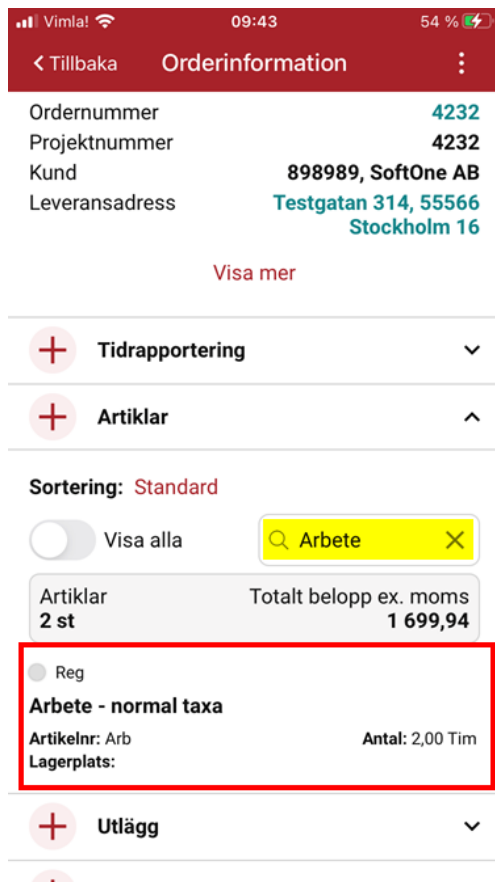 Vimla! 09:43 54 %
Tillbaka Orderinformation
Ordernummer 4232
Projektnummer 4232
Kund 898989, SoftOne AB
Leveransadress Testgatan 314, 55566
Stockholm 16
Visa mer
Tidrapportering
Artiklar
Sortering: Standard
Visa alla Arbete
Artiklar Totalt belopp ex. moms
2 st 1 699,94
Reg
Arbete - normal taxa
Artikelnr: Arb Antal: 2,00 Tim
Lagerplats:
Utlägg